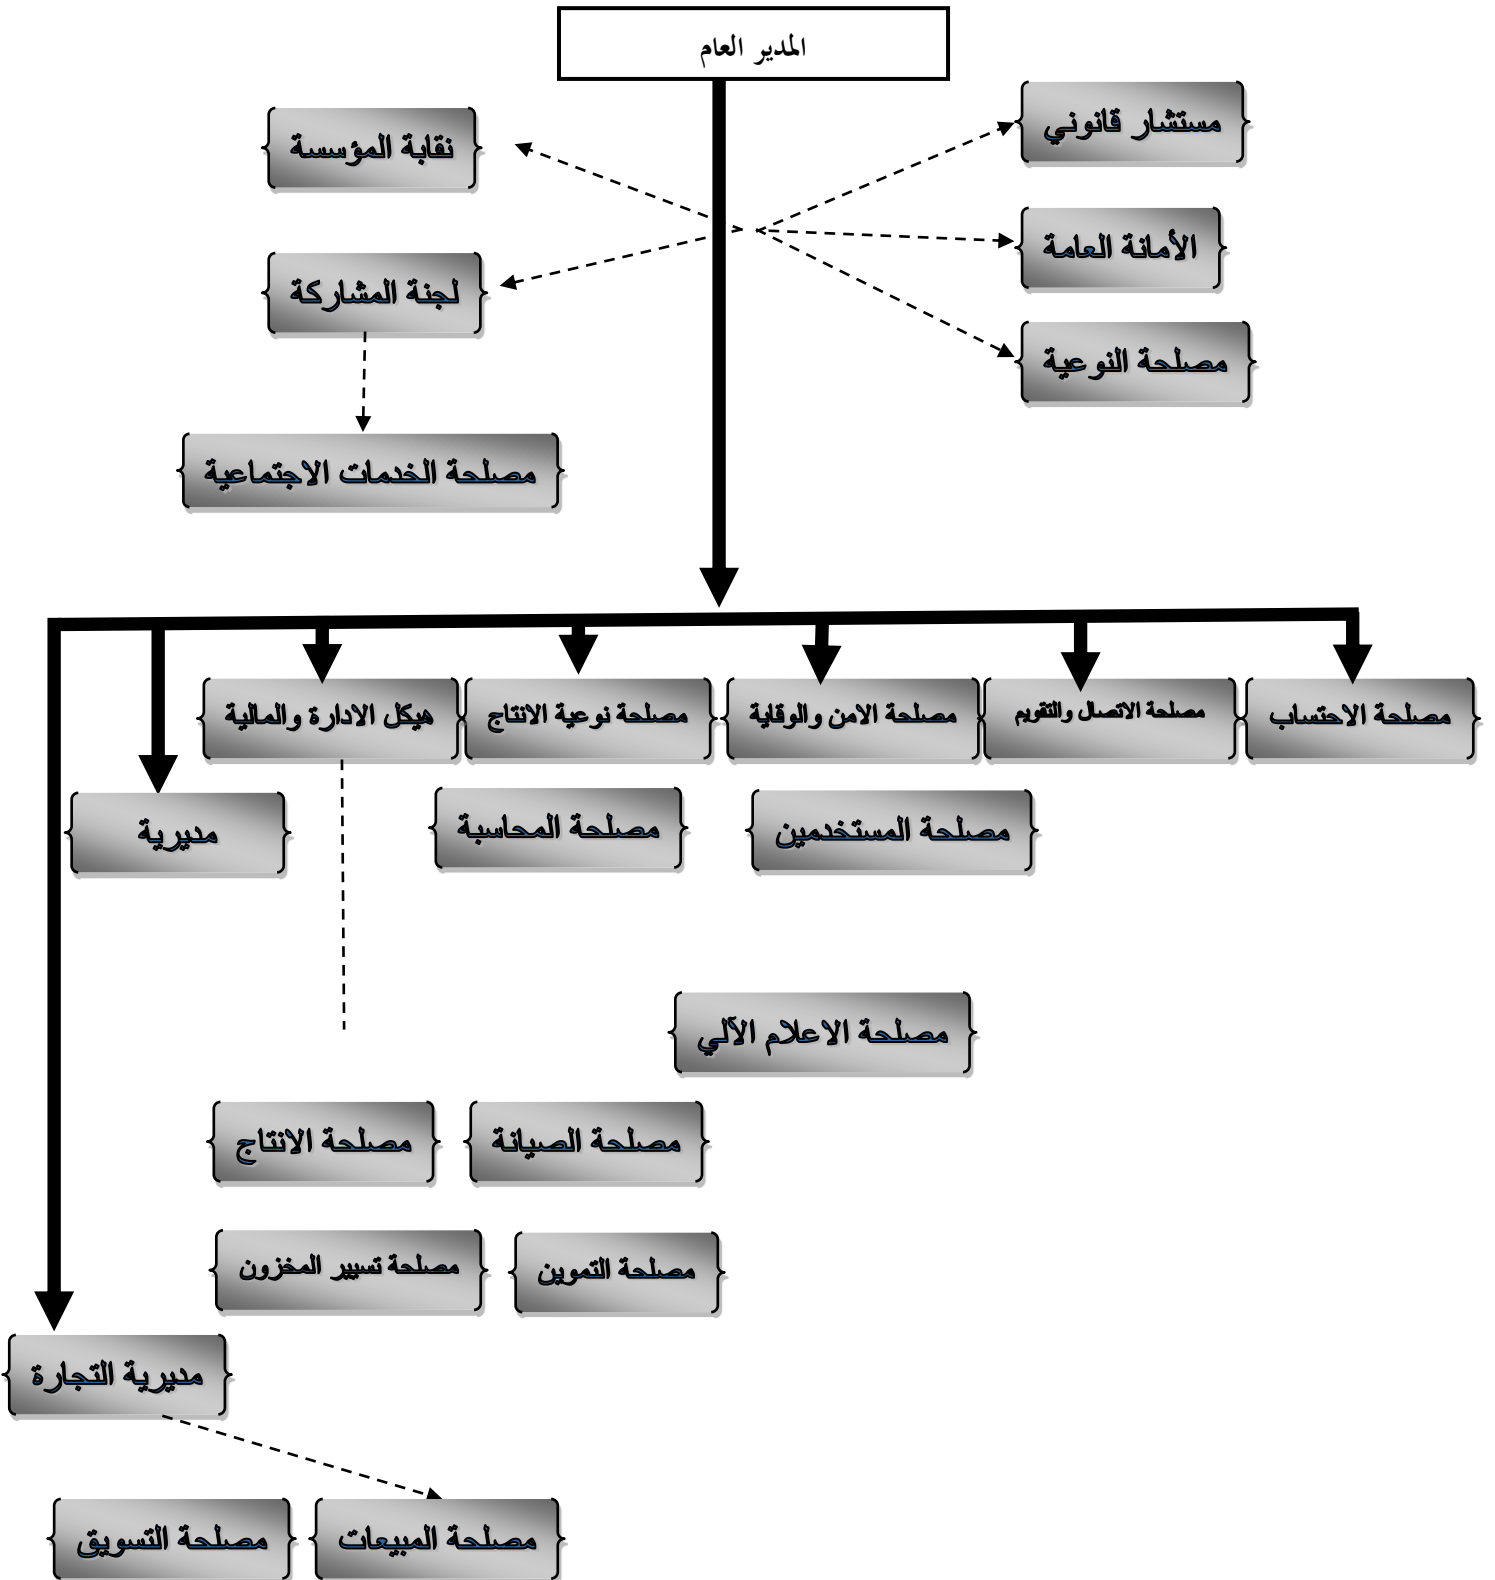 المدير العام
مستشار قانوني
نقابة المؤسسة
الأمانة العامة
لجنة المشاركة
مصلحة النوعية
مصلحة الخدمات الاجتماعية
مصلحة الاحتساب
مصلحة الاتصال والتقويم
مصلحة الامن والوقاية
مصلحة نوعية الانتاج
هيكل الادارة والمالية
مصلحة المستخدمين
مصلحة المحاسبة
مديرية
مصلحة الاعلام الآلي
مصلحة الصيانة
مصلحة الانتاج
مصلحة التموين
مصلحة تسيير المخزون
مديرية التجارة
مصلحة المبيعات
مصلحة التسويق